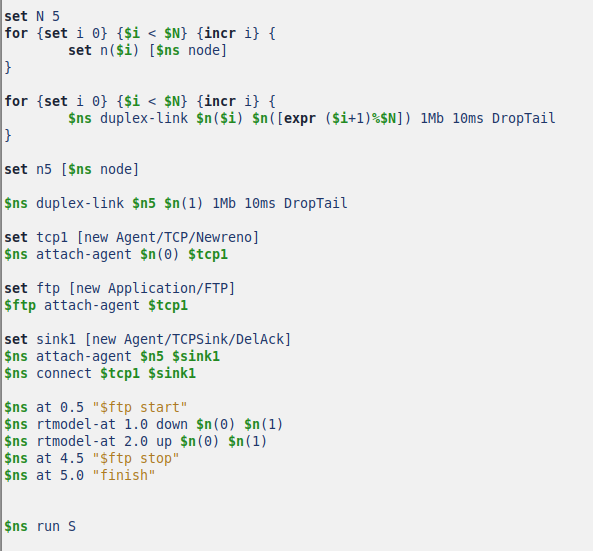 set N 5
for {set i 0} {$i < $N} {incr i} {
set n($i) [$ns node]
}
for {set i 0} {$i < $N} {incr i} {
$ns duplex-link $n($i) $n([expr ($i+1)%$N]) 1Mb 10ms DropTail
}
set n5 [$ns node]
$ns duplex-link $n5 $n(1) 1Mb 10ms DropTail
set tcp1 [new Agent/TCP/Newreno]
$ns attach-agent $n(0) $tcp1
set ftp [new Application/FTP]
$ftp attach-agent $tcp1
set sink1 [new Agent/TCPSink/DelAck]
$ns attach-agent $n5 $sink1
$ns connect $tcp1 $sink1
$ns at 0.5 "$ftp start"
$ns rtmodel-at 1.0 down $n(0) $n(1)
$ns rtmodel-at 2.0 up $n(0) $n(1)
$ns at 4.5 "$ftp stop"
$ns at 5.0 "finish"
$ns run S